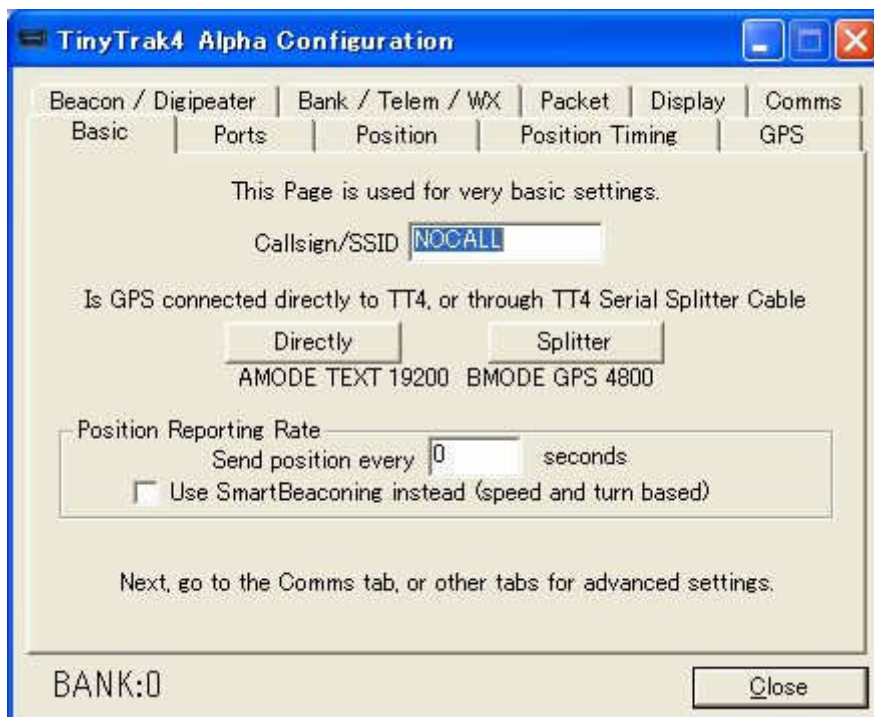 TinyTrak4 Alpha Configuration
Beacon / Digipeater Bank / Telem / WX Packet Display Comms
Basic Ports Position Position Timing GPS
This Page is used for very basic settings.
Callsign/SSID NOCALL
Is GPS connected directly to TT4, or through TT4 Serial Splitter Cable
Directly Splitter
AMODE TEXT 19200 BMODE GPS 4800
Position Reporting Rate
Send position every 0 seconds
Use SmartBeaconing instead (speed and turn based)
Next, go to the Comms tab, or other tabs for advanced settings.
BANK:0 Close